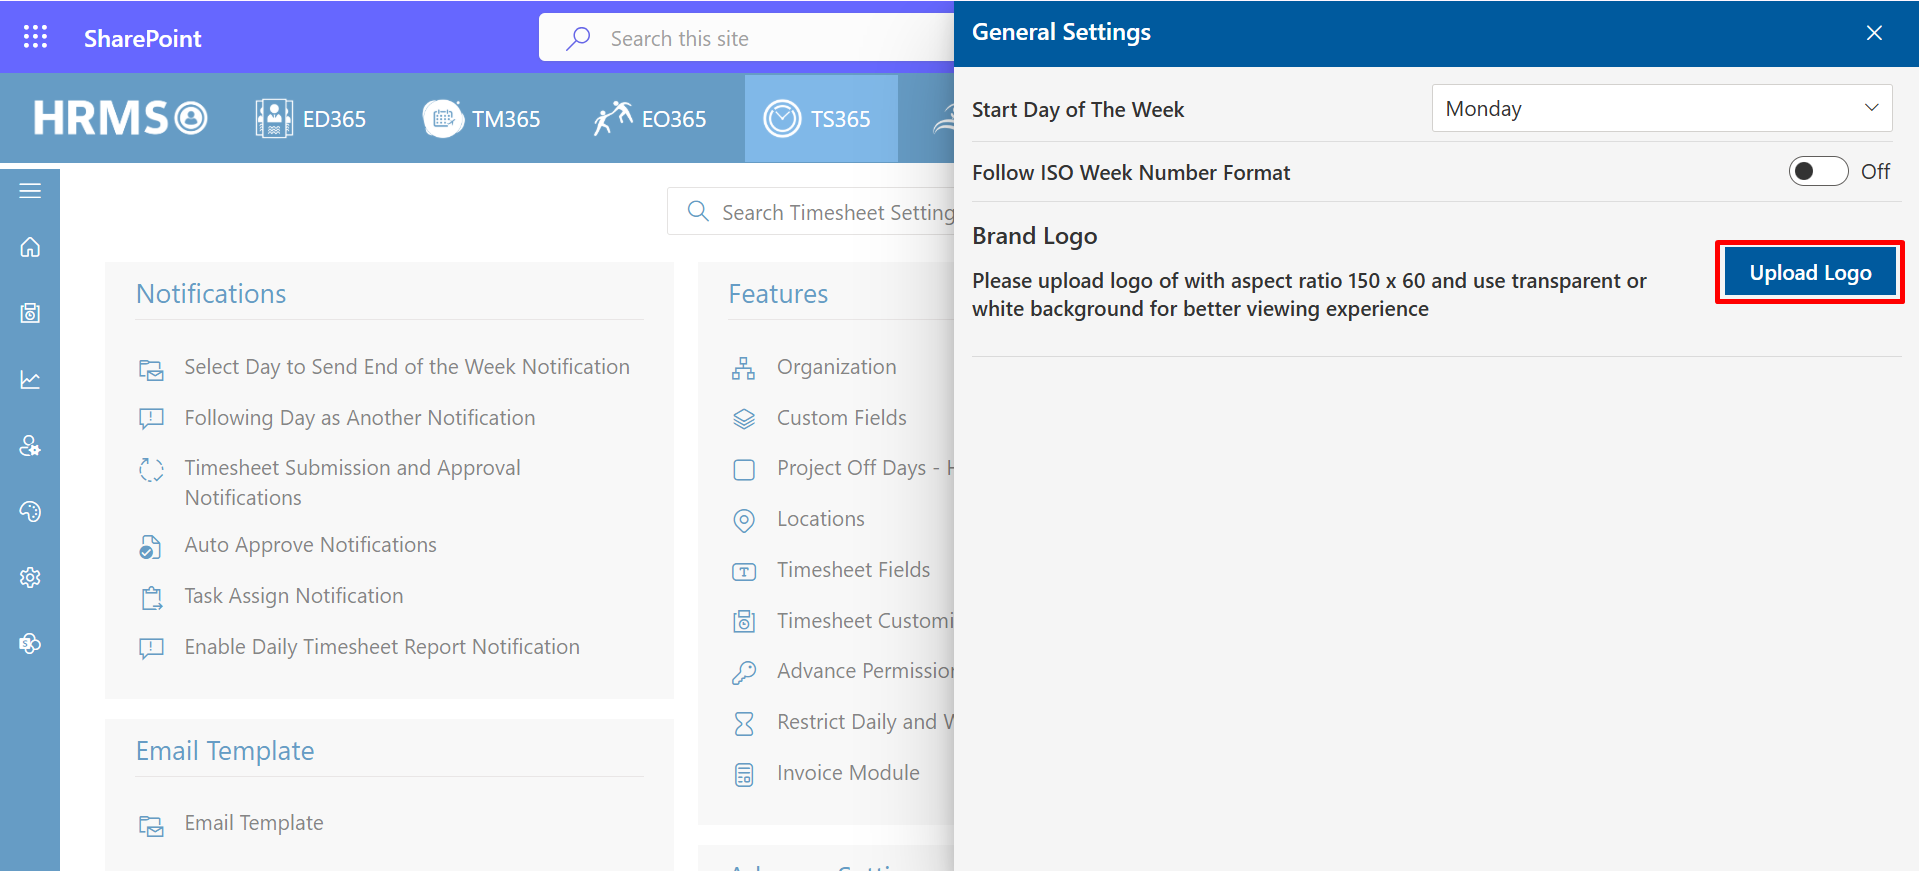 SharePoint
Search this site
HRMS
ED365
TM365
EO365
TS365
Search Timesheet Setting
Notifications
Select Day to Send End of the Week Notification
Following Day as Another Notification
Timesheet Submission and Approval
Notifications
Auto Approve Notifications
Task Assign Notification
Enable Daily Timesheet Report Notification
Email Template
Email Template
Features
Organization
Custom Fields
Project Off Days -
Locations
T
Timesheet Fields
Timesheet Customi
Advance Permission
Restrict Daily and W
Invoice Module
General Settings
Start Day of The Week
Monday
Follow ISO Week Number Format
Off
Brand Logo
Please upload logo of with aspect ratio 150 x 60 and use transparent or
white background for better viewing experience
Upload Logo